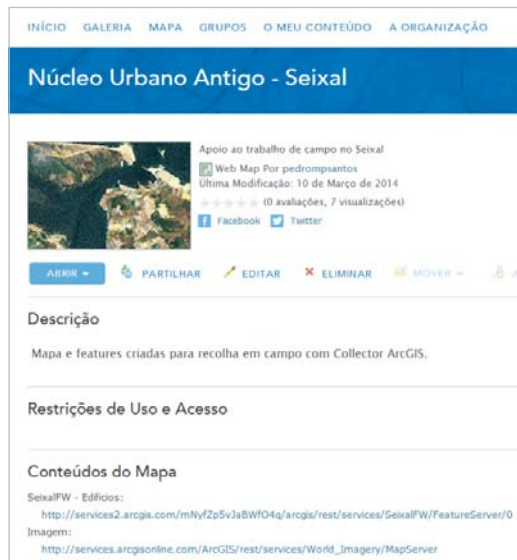 INÍCIO GALERIA MAPA GRUPOS O MEU CONTEÚDO A ORGANIZAÇÃO
Núcleo Urbano Antigo - Seixal
Apoio ao trabalho de campo no Seixal
Web Map Por pedrompsantos
Última Modificação: 10 de Março de 2014
(0 avaliações, 7 visualizações)
Facebook Twitter
ABRIR PARTILHAR EDITAR ELIMINAR MOVER
Descrição
Mapa e features criadas para recolha em campo com Collector ArcGIS.
Restrições de Uso e Acesso
Conteúdos do Mapa
SeixalFW - Edificios:
http://services2.arcgis.com/mNyfZp5vJaBWfO4q/arcgis/rest/services/SeixalFW/FeatureServer/0
Imagem:
http://services.arcgisonline.com/ArcGIS/rest/services/World_Imagery/MapServer